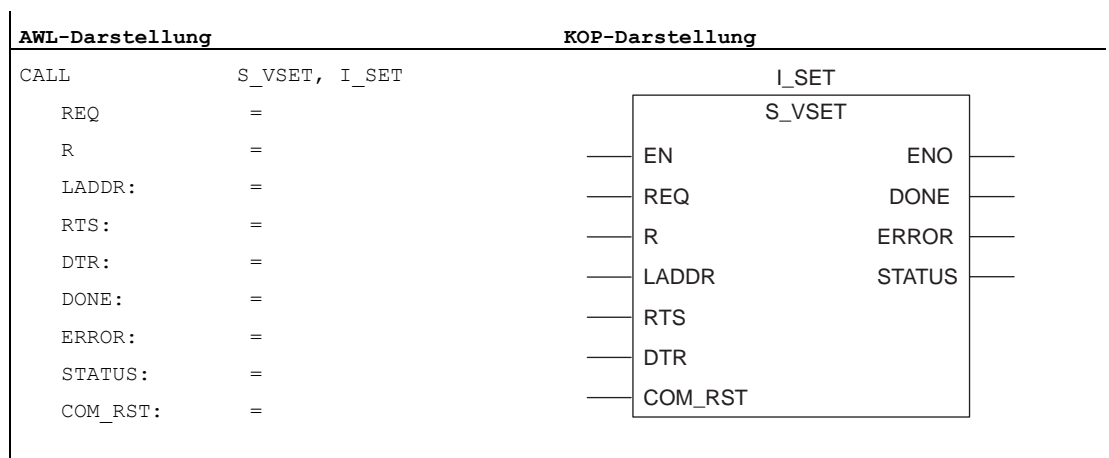 AWL-Darstellung
KOP-Darstellung
CALL S_VSET, I_SET
REQ =
R =
LADDR: =
RTS: =
DTR: =
DONE: =
ERROR: =
STATUS: =
COM_RST: =
I_SET
S_VSET
EN ENO
REQ DONE
R ERROR
LADDR STATUS
RTS
DTR
COM_RST